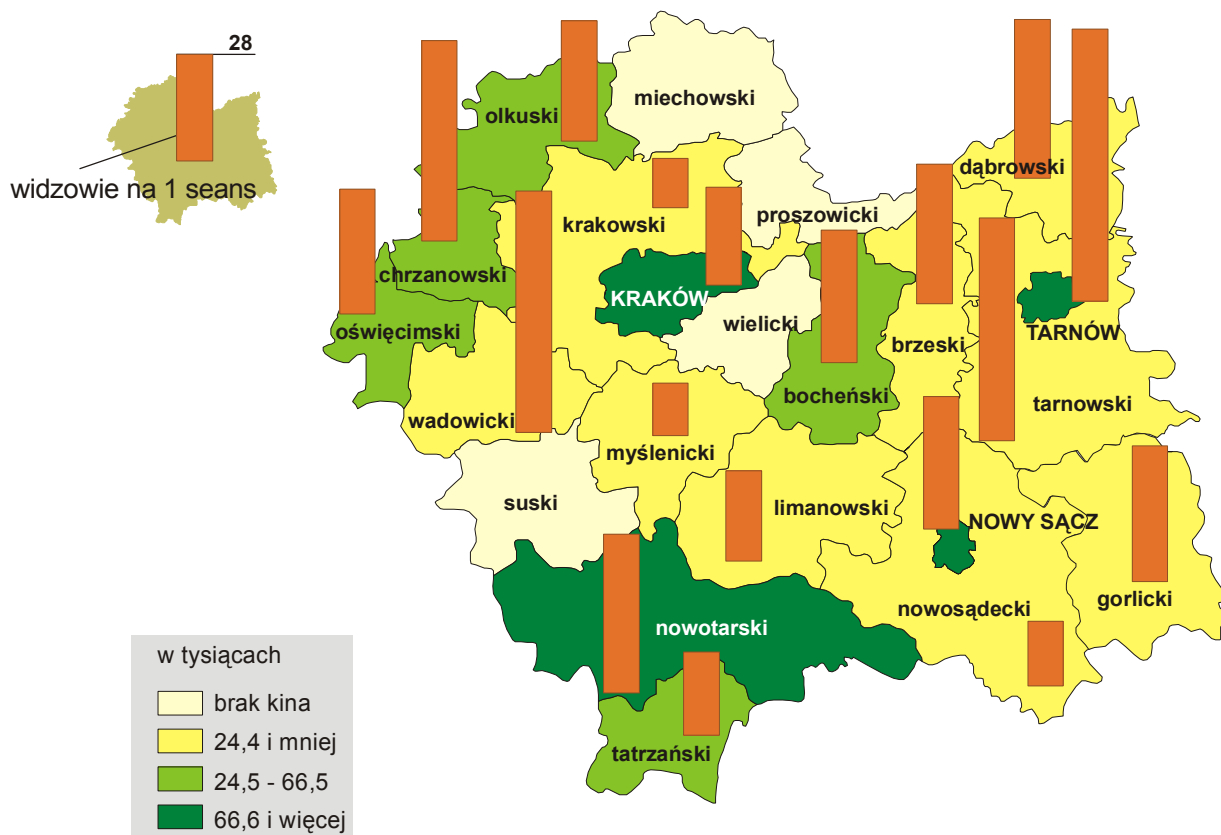 28
widzowie na 1 seans
miechowski
olkuski
dąbrowski
proszowicki
krakowski
chrzanowski
KRAKÓW
wielicki
oświęcimski
TARNÓW
brzeski
bocheński
tarnowski
wadowicki
myślenicki
suski
limanowski
NOWY SĄCZ
nowosądecki
gorlicki
nowotarski
tatrzański
w tysiącach
brak kina
24,4 i mniej
24,5 - 66,5
66,6 i więcej